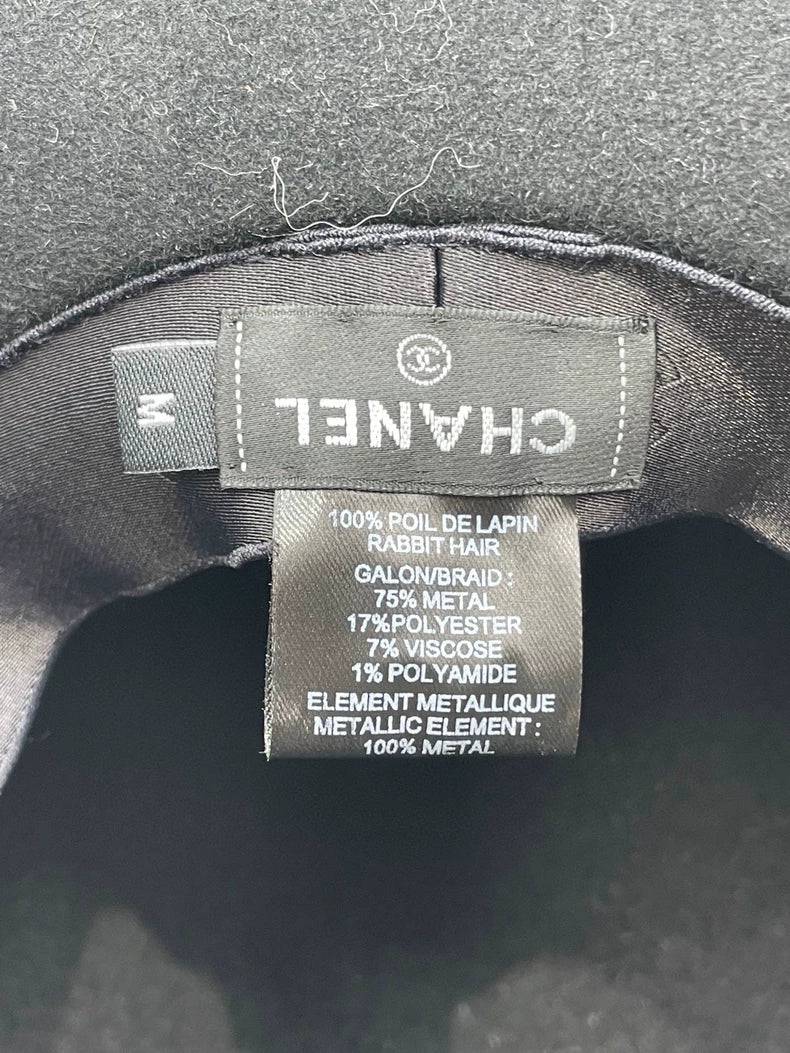 CHANEL
M
100% POIL DE LAPIN
RABBIT HAIR
GALON/BRAID :
75% METAL
17%POLYESTER
7% VISCOSE
1% POLYAMIDE
ELEMENT METALLIQUE
METALLIC ELEMENT :
100% METAL